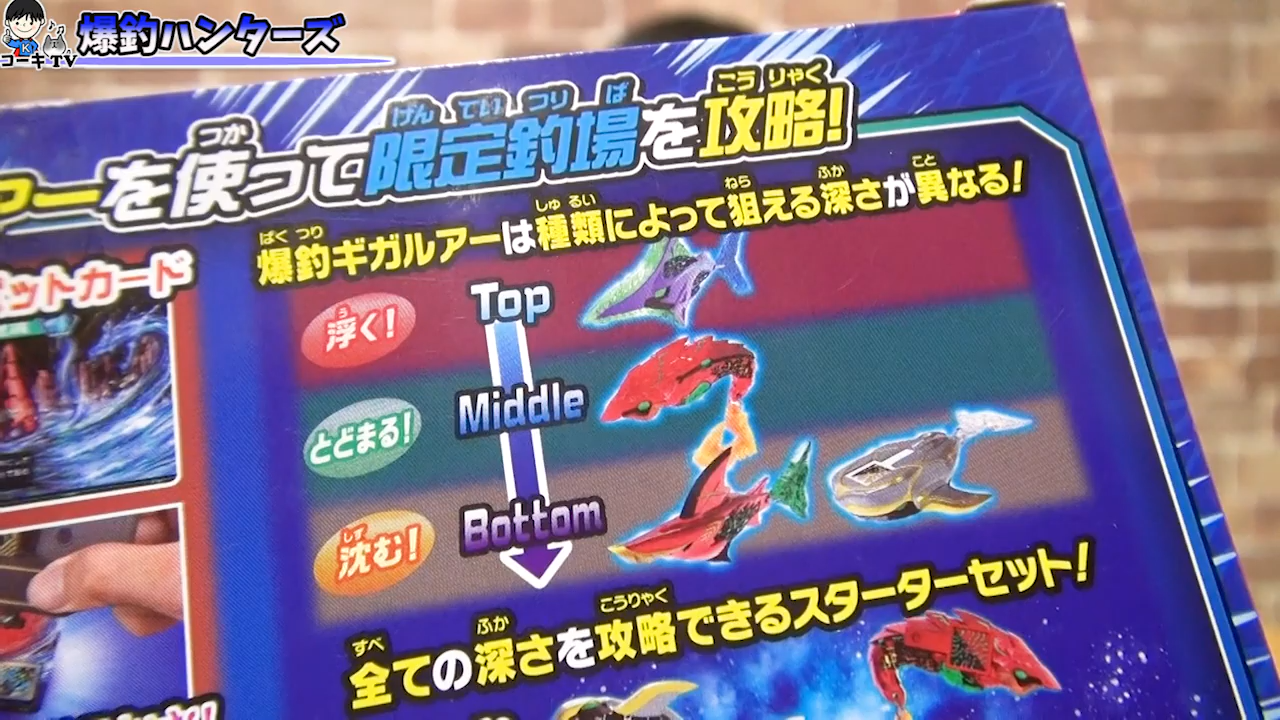 爆釣ハンターズ
コーキTV
つか げん てい つり ば こう りゃく
ーを使って限定釣場を攻略!
ばく つり しゅ るい ねら ふか こと
爆釣ギガルアーは種類によって狙える深さが異なる!
ットカード
う
浮く!
Top
とどまる!
Middle
しず
沈む!
Bottom
すべ ふか こうりゃく
全ての深さを攻略できるスターターセット!